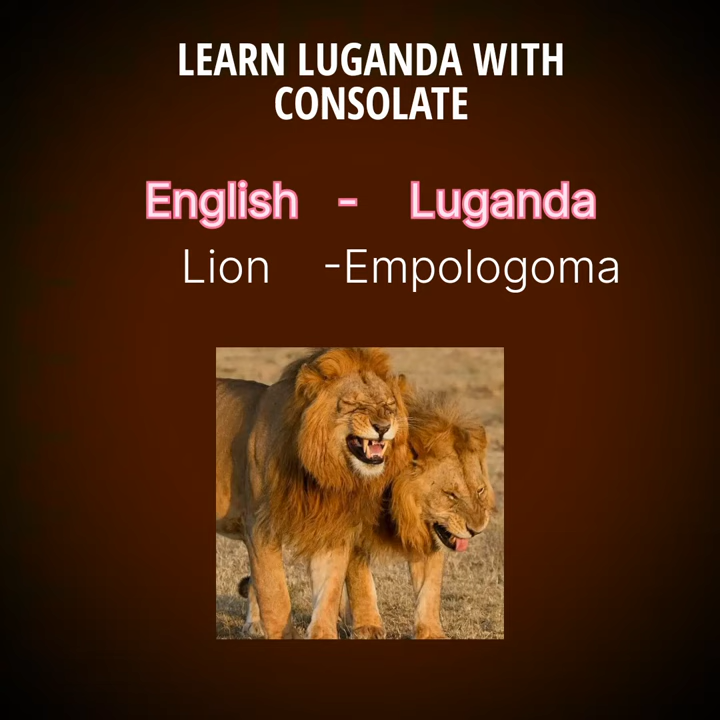 LEARN LUGANDA WITH
CONSOLATE
English - Luganda
Lion -Empologoma